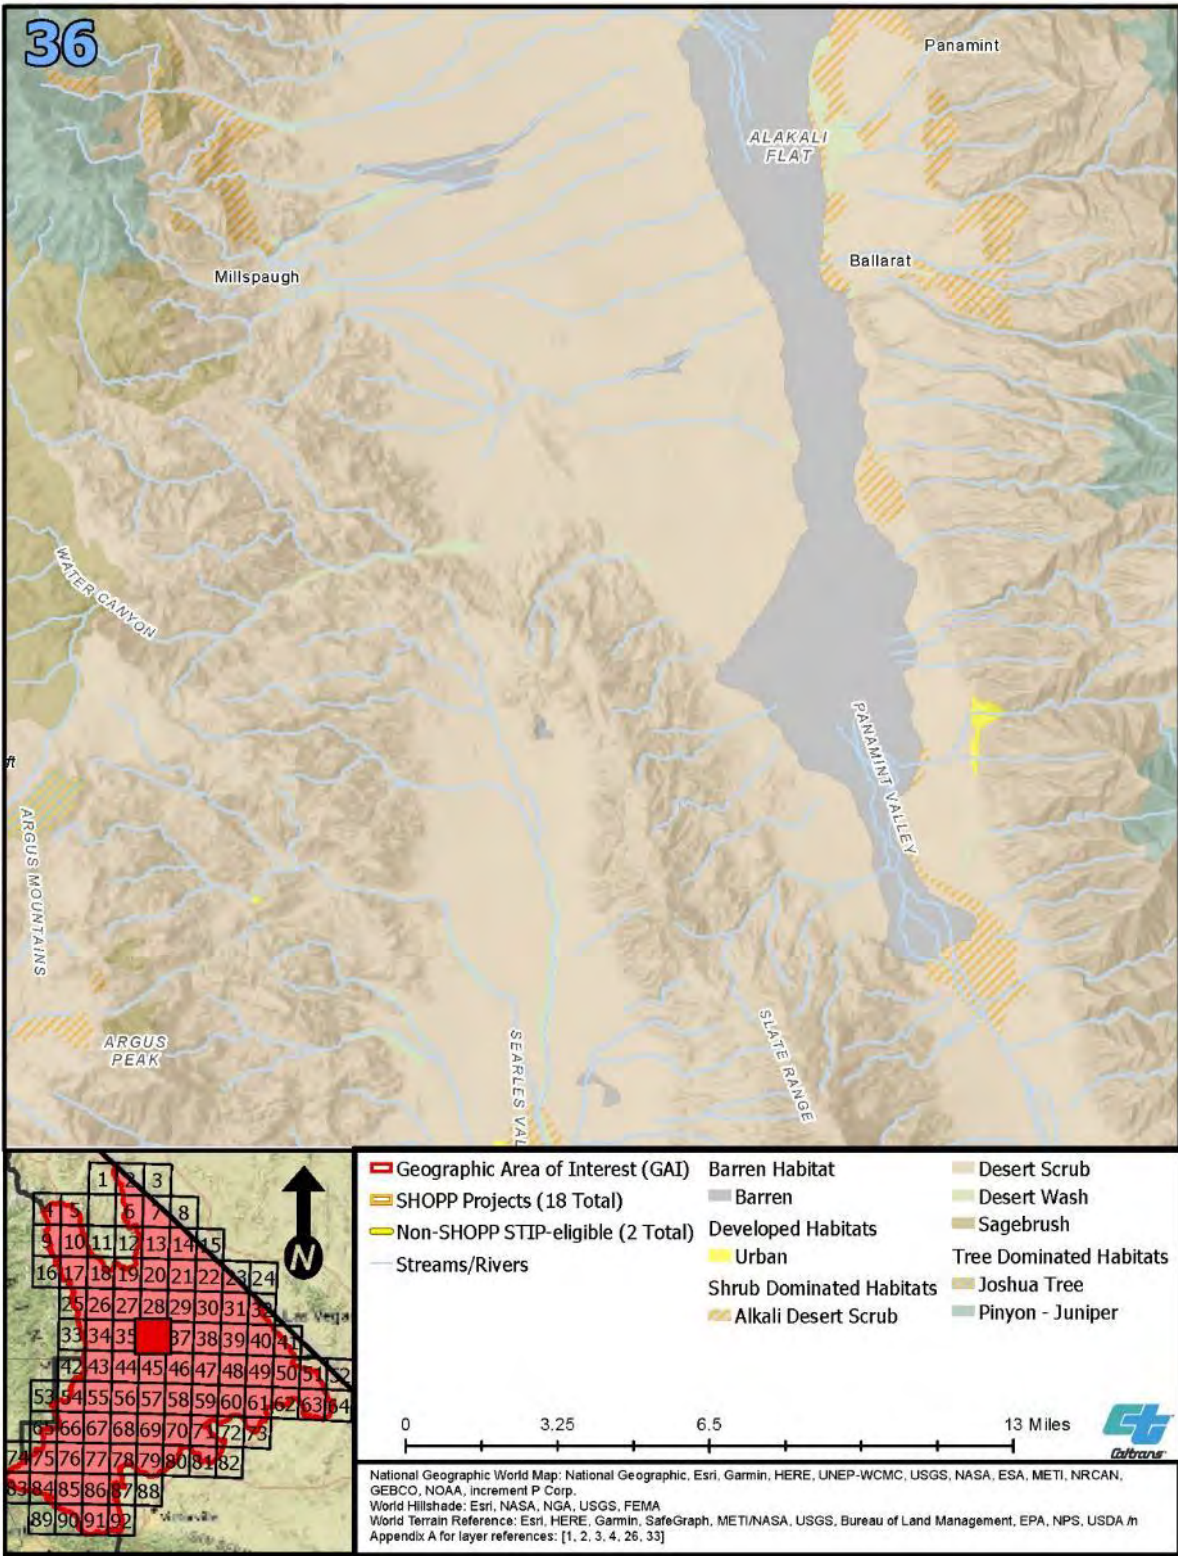 36
Panamint
ALAKALI
FLAT
Ballarat
Millspaugh
WATER CANYON
PANAMINT VALLEY
ft
ARGUS MOUNTAINS
ARGUS
PEAK
SEARLES VAL
SLATE RANGE
1 2 3
4 5 6 7 8
9 10 11 12 13 14 15
16 17 18 19 20 21 22 23 24
25 26 27 28 29 30 31 32
Las Vega
33 34 35 37 38 39 40 41
42 43 44 45 46 47 48 49 50 51 52
53 54 55 56 57 58 59 60 61 62 63 64
65 66 67 68 69 70 71 72 73
74 75 76 77 78 79 80 81 82
83 84 85 86 87 88
89 90 91 92
N
Geographic Area of Interest (GAI)
SHOPP Projects (18 Total)
Non-SHOPP STIP-eligible (2 Total)
Streams/Rivers
Barren Habitat
Barren
Developed Habitats
Urban
Shrub Dominated Habitats
Alkali Desert Scrub
Desert Scrub
Desert Wash
Sagebrush
Tree Dominated Habitats
Joshua Tree
Pinyon - Juniper
0 3.25 6.5 13 Miles
ct
Caltrans
National Geographic World Map: National Geographic, Esri, Garmin, HERE, UNEP-WCMC, USGS, NASA, ESA, METI, NRCAN,
GEBCO, NOAA, increment P Corp.
World Hillshade: Esri, NASA, NGA, USGS, FEMA
World Terrain Reference: Esri, HERE, Garmin, SafeGraph, METI/NASA, USGS, Bureau of Land Management, EPA, NPS, USDA /n
Appendix A for layer references: [1, 2, 3, 4, 26, 33]